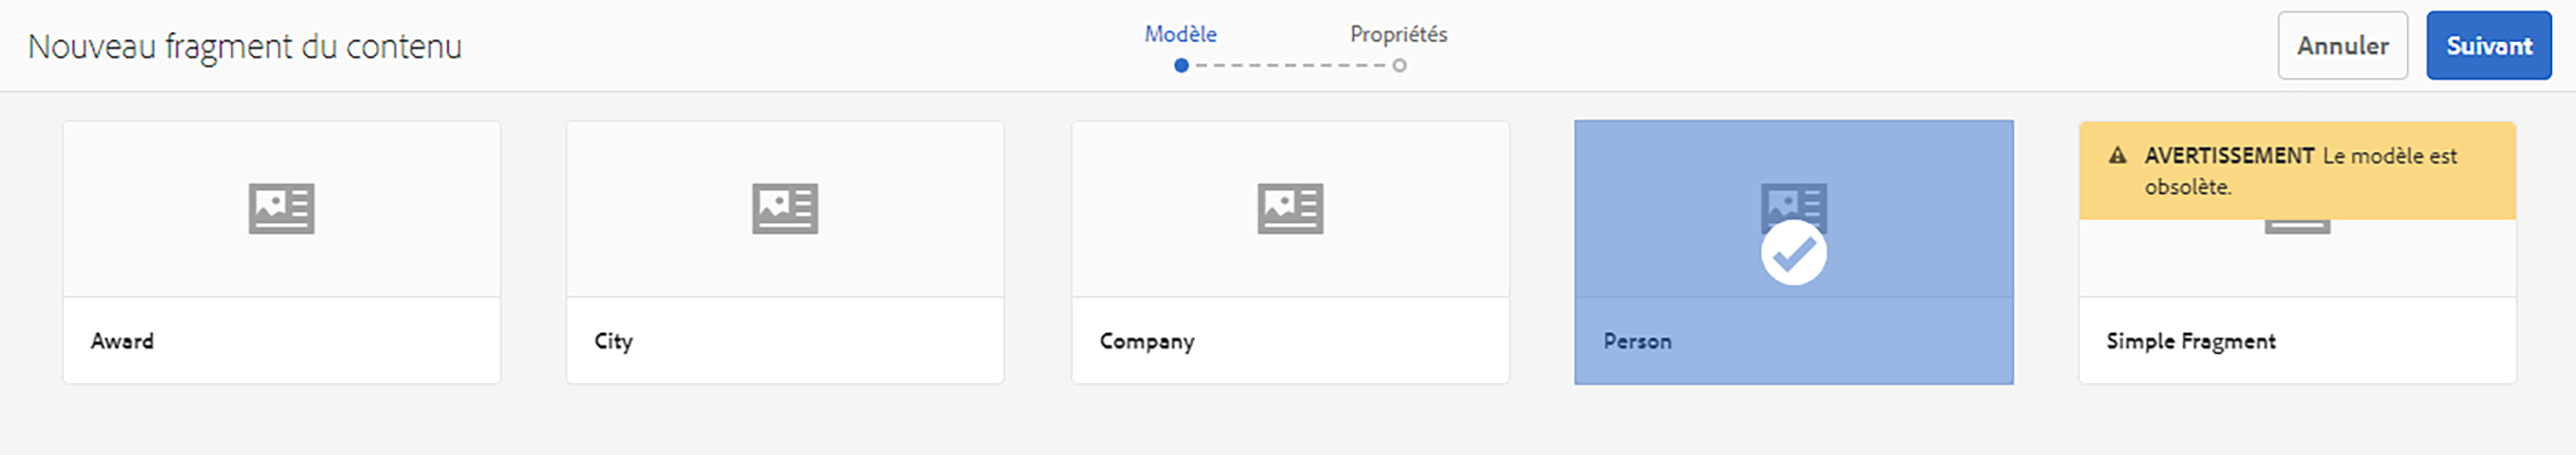 Nouveau fragment du contenu
Modèle
Propriétés
Annuler
Suivant
AVERTISSEMENT Le modèle est
obsolète.
Award
City
Company
Person
Simple Fragment